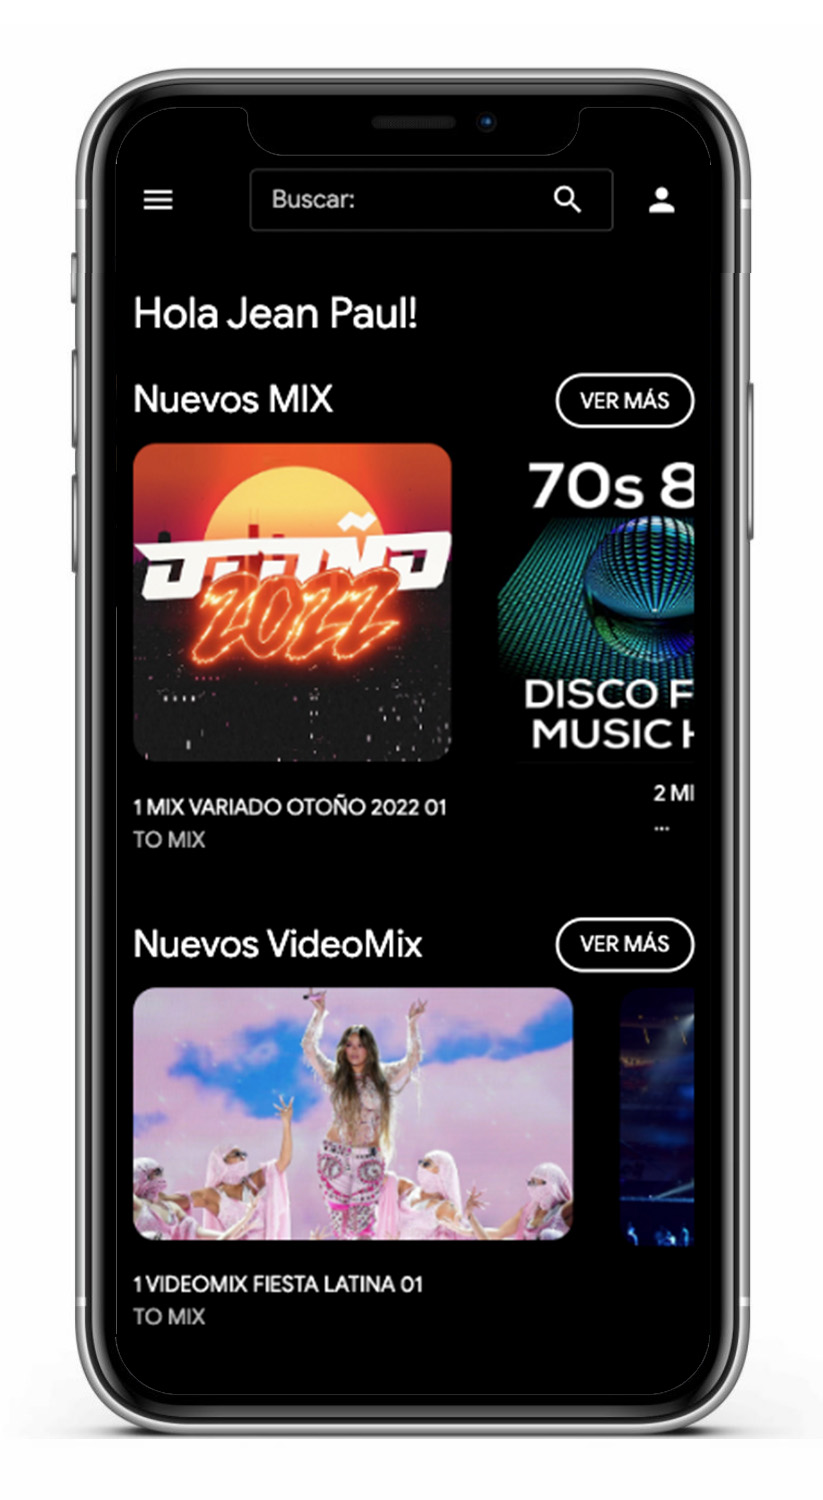 Buscar:
Hola Jean Paul!
Nuevos MIX
VER MÁS
OTOÑO
2022
70s 8
DISCO F
MUSIC
1 MIX VARIADO OTOÑO 2022 01
TO MIX
2 MI
...
Nuevos VideoMix
VER MÁS
1 VIDEOMIX FIESTA LATINA 01
TO MIX